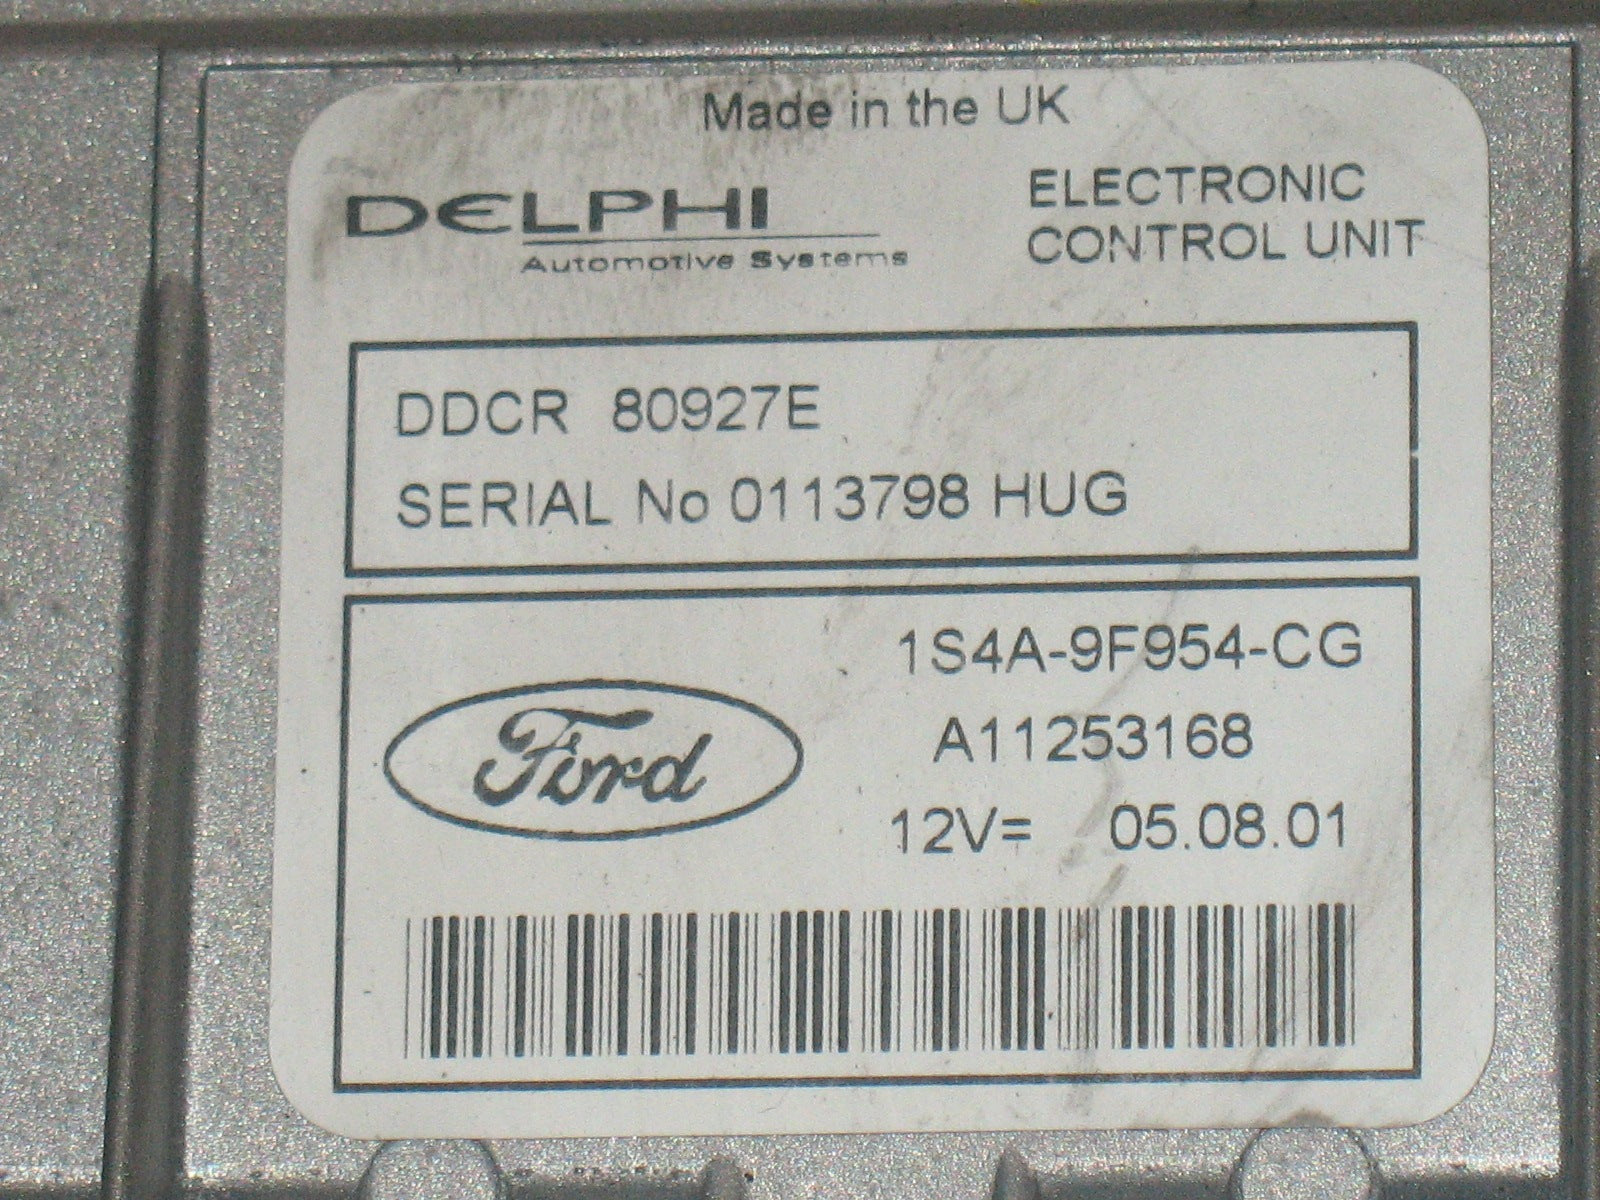 Made in the UK
DELPHI
Automotive Systems
ELECTRONIC
CONTROL UNIT
DDCR 80927E
SERIAL No 0113798 HUG
Ford
1S4A-9F954-CG
A11253168
12V= 05.08.01